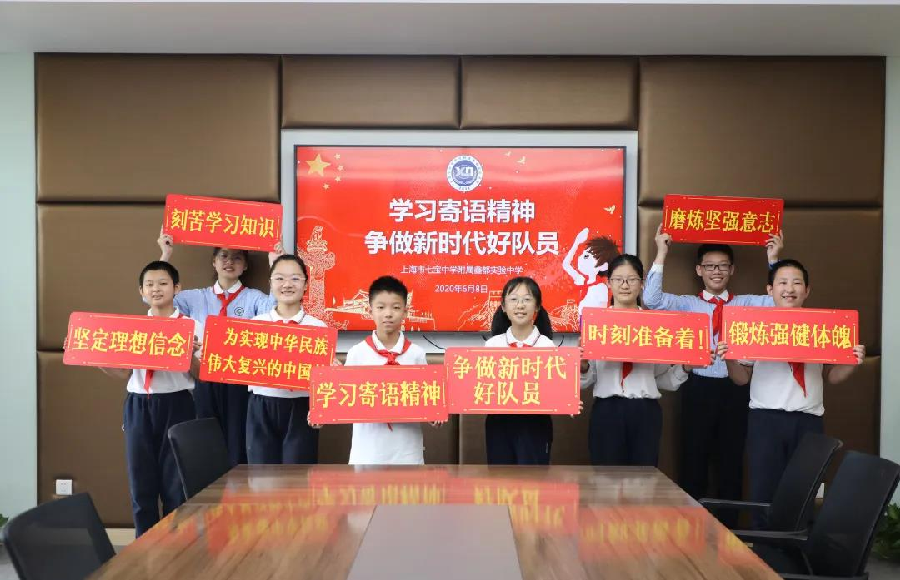 学习寄语精神
争做新时代好队员
上海市七宝中学附属鑫都实验中学
2020年5月8日
刻苦学习知识
磨炼坚强意志
坚定理想信念
为实现中华民族
伟大复兴的中国
学习寄语精神
争做新时代
好队员
时刻准备着!
锻炼强健体魄